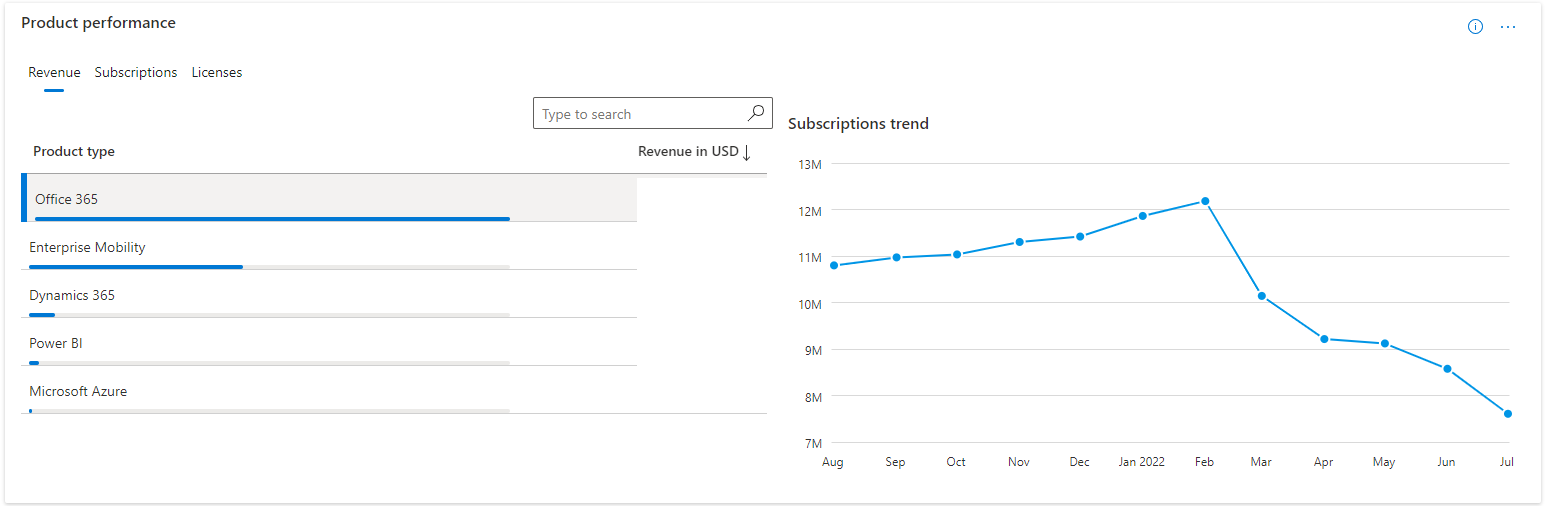 Product performance
Revenue Subscriptions Licenses
Type to search
Product type Revenue in USD ↓
Office 365
Enterprise Mobility
Dynamics 365
Power BI
Microsoft Azure
Subscriptions trend
13M
12M
11M
10M
9M
8M
7M
Aug Sep Oct Nov Dec Jan 2022 Feb Mar Apr May Jun Jul